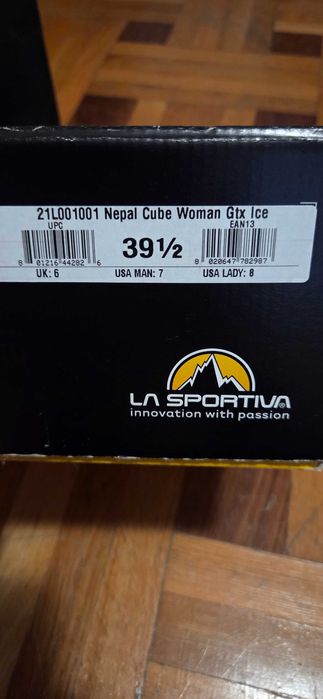 21L001001 Nepal Cube Woman Gtx Ice
UPC EAN13
39½
8 01216 44282 6 8 020647 782987
UK: 6 USA MAN: 7 USA LADY: 8
LA SPORTIVA®
innovation with passion